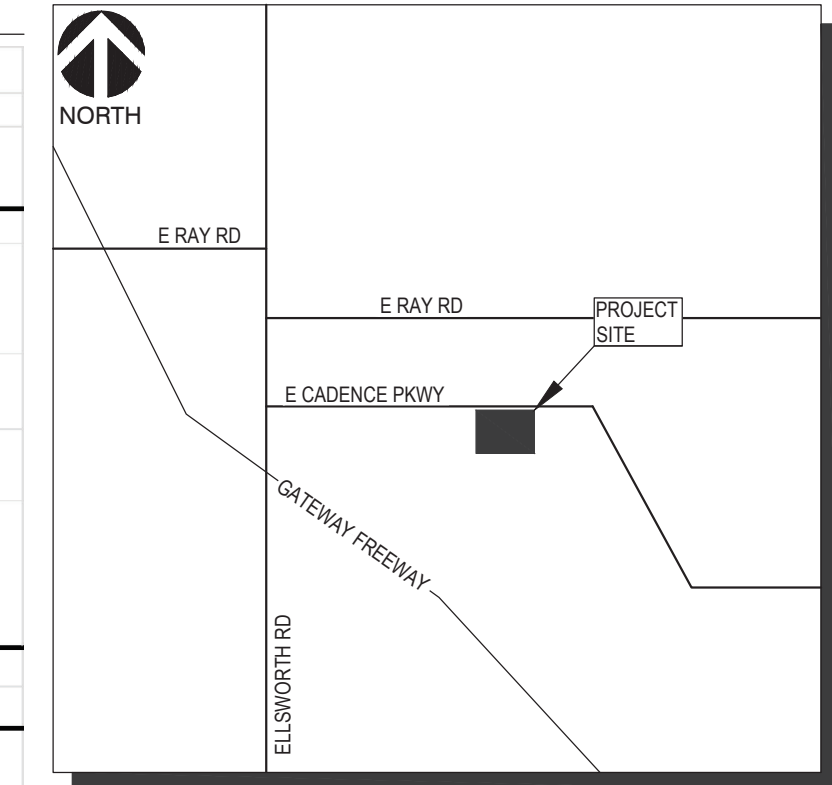 NORTH
E RAY RD
E RAY RD
PROJECT
SITE
E CADENCE PKWY
GATEWAY FREEWAY
ELLSWORTH RD